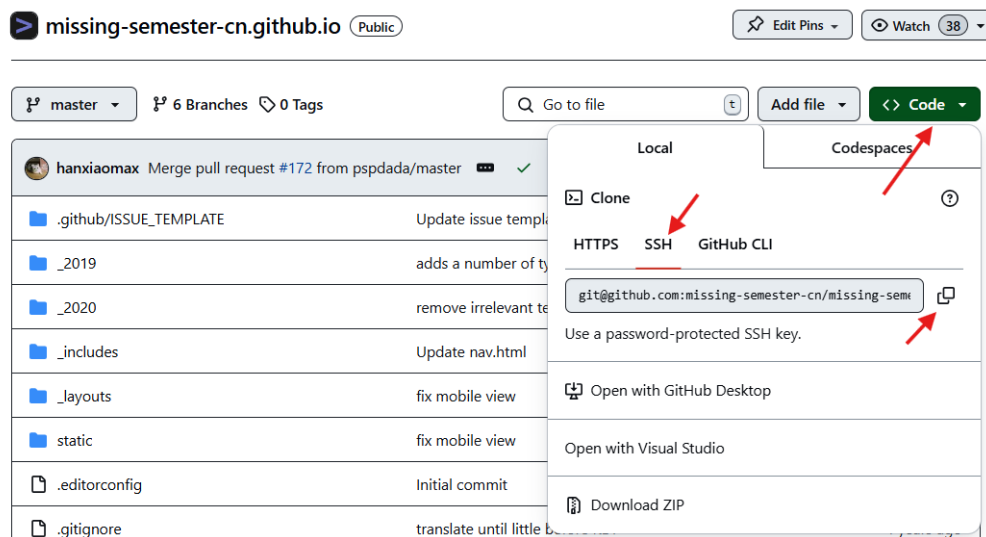 missing-semester-cn.github.io Public Edit Pins Watch 38
master 6 Branches 0 Tags Go to file t Add file Code
hanxiaomax Merge pull request #172 from pspdada/master
Local Codespaces
Clone
HTTPS SSH GitHub CLI
git@github.com:missing-semester-cn/missing-seme
Use a password-protected SSH key.
Open with GitHub Desktop
Open with Visual Studio
Download ZIP
.github/ISSUE_TEMPLATE Update issue templa
_2019 adds a number of ty
_2020 remove irrelevant te
_includes Update nav.html
_layouts fix mobile view
static fix mobile view
.editorconfig Initial commit
.gitignore translate until little